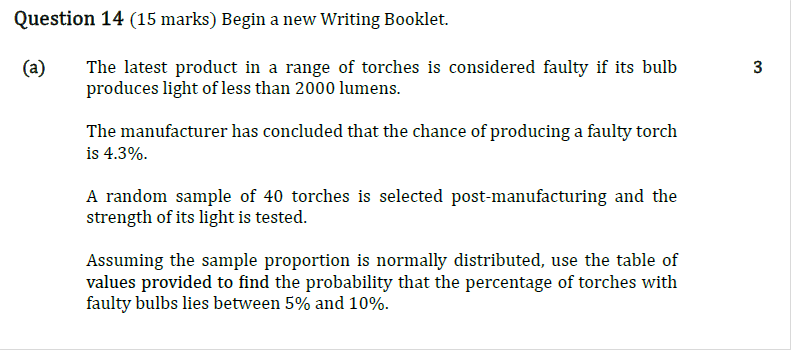 Question 14 (15 marks) Begin a new Writing Booklet.
(a) The latest product in a range of torches is considered faulty if its bulb 3
produces light of less than 2000 lumens.
The manufacturer has concluded that the chance of producing a faulty torch
is 4.3%.
A random sample of 40 torches is selected post-manufacturing and the
strength of its light is tested.
Assuming the sample proportion is normally distributed, use the table of
values provided to find the probability that the percentage of torches with
faulty bulbs lies between 5% and 10%.